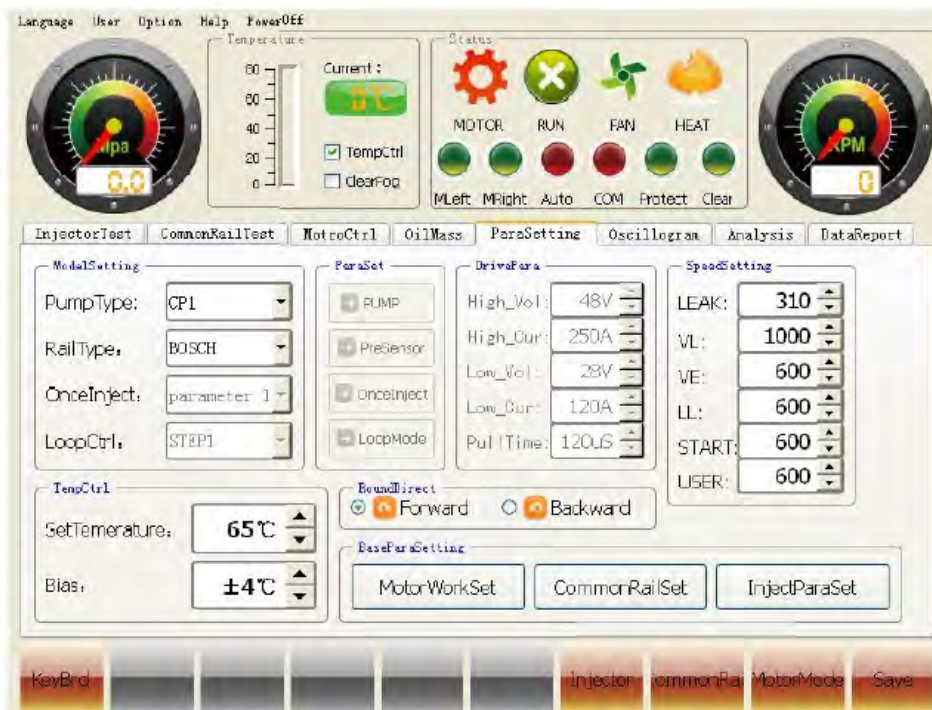 Language User Option Help PowerOff
Temperature
Status
80
60
40
20
0
Current :
0℃
TempCtrl
ClearFog
MOTOR RUN FAN HEAT
MLeft MRight Auto COM Protect Clear
Mpa
0.0
RPM
0
InjectorTest CommonRailTest MotroCtrl OilMass ParaSetting Oscillogram Analysis DataReport
ModelSetting
PumpType: CP1
RailType: BOSCH
OnceInject: parameter 1
LoopCtrl: STEP1
ParaSet
PUMP
PreSensor
OnceInject
LoopMode
DrivePara
High_Vol: 48V
High_Cur: 250A
Low_Vol: 28V
Low_Cur: 120A
PullTime: 120uS
SpeedSetting
LEAK: 310
VL: 1000
VE: 600
LL: 600
START: 600
USER: 600
TempCtrl
SetTemerature: 65℃
Bias: ±4℃
RoundDirect
Forward Backward
BaseParaSetting
MotorWorkSet CommonRailSet InjectParaSet
KeyBrd Injector ommonRa MotorMode Save